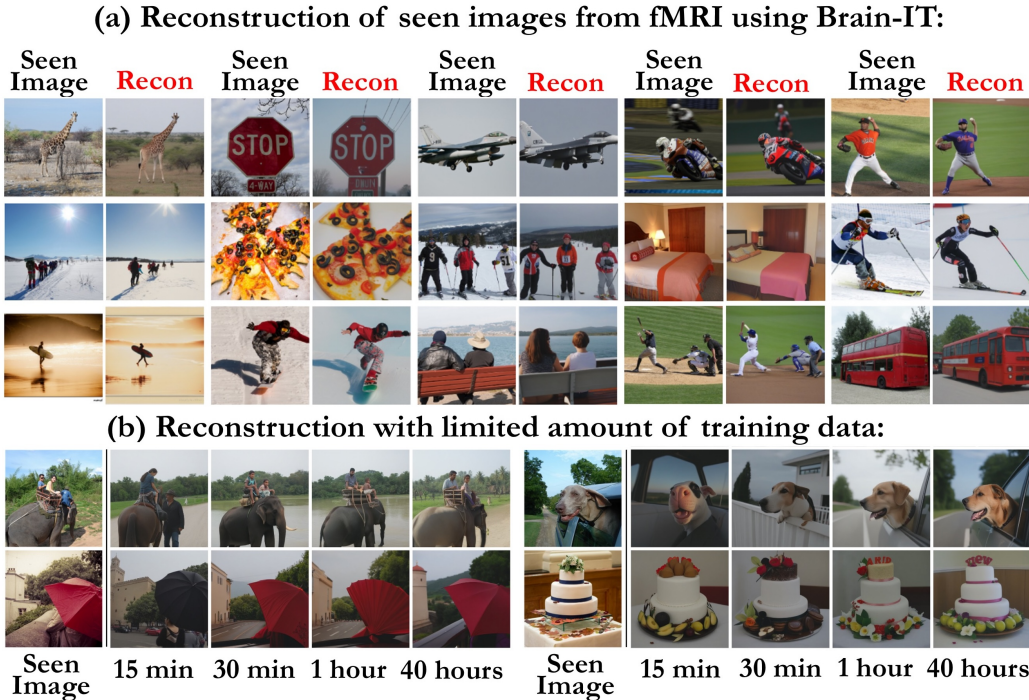 (a) Reconstruction of seen images from fMRI using Brain-IT:
Seen Image Recon Seen Image Recon Seen Image Recon Seen Image Recon Seen Image Recon
STOP
4-WAY
STOP
9
51
(b) Reconstruction with limited amount of training data:
Seen Image 15 min 30 min 1 hour 40 hours Seen Image 15 min 30 min 1 hour 40 hours